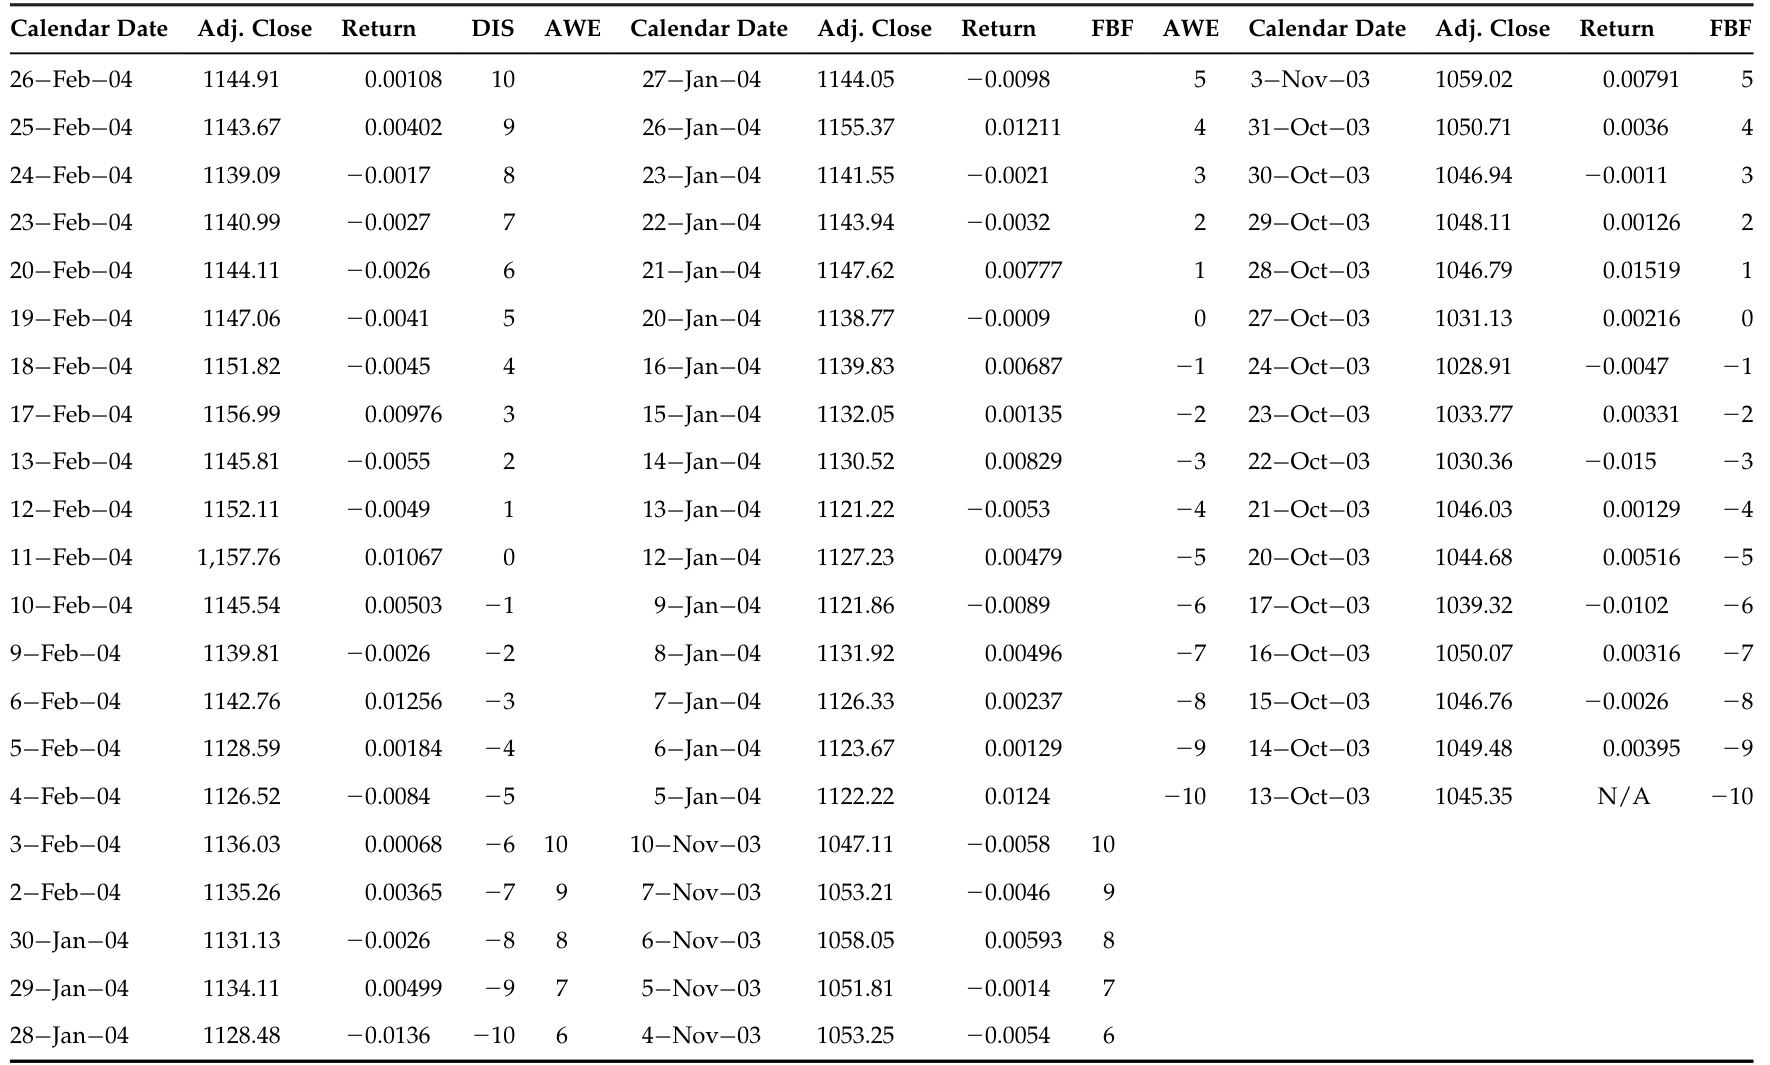 Calendar Date Adj. Close Return DIS AWE Calendar Date Adj. Close Return FBF AWE Calendar Date Adj. Close Return FBF
26−Feb−04 1144.91 0.00108 10 27−Jan−04 1144.05 −0.0098 5 3−Nov−03 1059.02 0.00791 5
25−Feb−04 1143.67 0.00402 9 26−Jan−04 1155.37 0.01211 4 31−Oct−03 1050.71 0.0036 4
24−Feb−04 1139.09 −0.0017 8 23−Jan−04 1141.55 −0.0021 3 30−Oct−03 1046.94 −0.0011 3
23−Feb−04 1140.99 −0.0027 7 22−Jan−04 1143.94 −0.0032 2 29−Oct−03 1048.11 0.00126 2
20−Feb−04 1144.11 −0.0026 6 21−Jan−04 1147.62 0.00777 1 28−Oct−03 1046.79 0.01519 1
19−Feb−04 1147.06 −0.0041 5 20−Jan−04 1138.77 −0.0009 0 27−Oct−03 1031.13 0.00216 0
18−Feb−04 1151.82 −0.0045 4 16−Jan−04 1139.83 0.00687 −1 24−Oct−03 1028.91 −0.0047 −1
17−Feb−04 1156.99 0.00976 3 15−Jan−04 1132.05 0.00135 −2 23−Oct−03 1033.77 0.00331 −2
13−Feb−04 1145.81 −0.0055 2 14−Jan−04 1130.52 0.00829 −3 22−Oct−03 1030.36 −0.015 −3
12−Feb−04 1152.11 −0.0049 1 13−Jan−04 1121.22 −0.0053 −4 21−Oct−03 1046.03 0.00129 −4
11−Feb−04 1,157.76 0.01067 0 12−Jan−04 1127.23 0.00479 −5 20−Oct−03 1044.68 0.00516 −5
10−Feb−04 1145.54 0.00503 −1 9−Jan−04 1121.86 −0.0089 −6 17−Oct−03 1039.32 −0.0102 −6
9−Feb−04 1139.81 −0.0026 −2 8−Jan−04 1131.92 0.00496 −7 16−Oct−03 1050.07 0.00316 −7
6−Feb−04 1142.76 0.01256 −3 7−Jan−04 1126.33 0.00237 −8 15−Oct−03 1046.76 −0.0026 −8
5−Feb−04 1128.59 0.00184 −4 6−Jan−04 1123.67 0.00129 −9 14−Oct−03 1049.48 0.00395 −9
4−Feb−04 1126.52 −0.0084 −5 5−Jan−04 1122.22 0.0124 −10 13−Oct−03 1045.35 N/A −10
3−Feb−04 1136.03 0.00068 −6 10 10−Nov−03 1047.11 −0.0058 10
2−Feb−04 1135.26 0.00365 −7 9 7−Nov−03 1053.21 −0.0046 9
30−Jan−04 1131.13 −0.0026 −8 8 6−Nov−03 1058.05 0.00593 8
29−Jan−04 1134.11 0.00499 −9 7 5−Nov−03 1051.81 −0.0014 7
28−Jan−04 1128.48 −0.0136 −10 6 4−Nov−03 1053.25 −0.0054 6